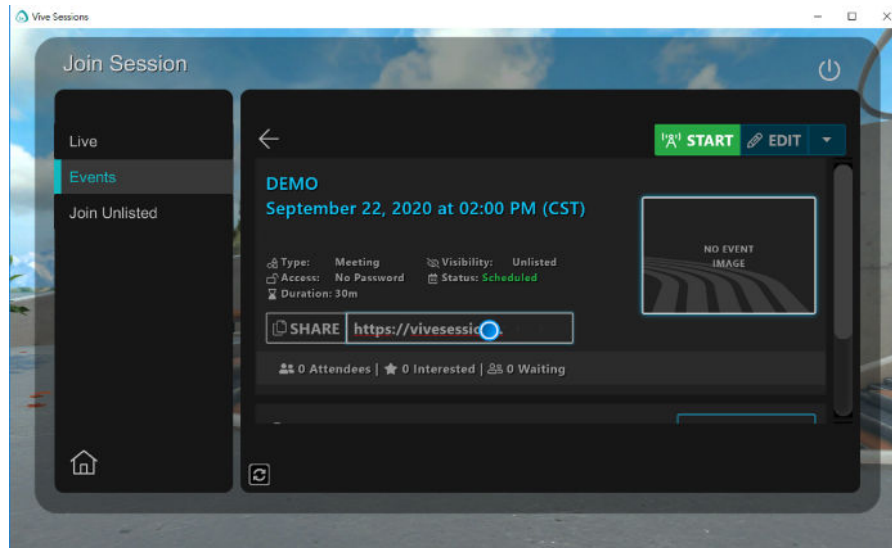 Vive Sessions
Join Session
Live
Events
Join Unlisted
START EDIT
DEMO
September 22, 2020 at 02:00 PM (CST)
Type: Meeting Visibility: Unlisted
Access: No Password Status: Scheduled
Duration: 30m
NO EVENT
IMAGE
SHARE https://vivesessio
0 Attendees | 0 Interested | 0 Waiting